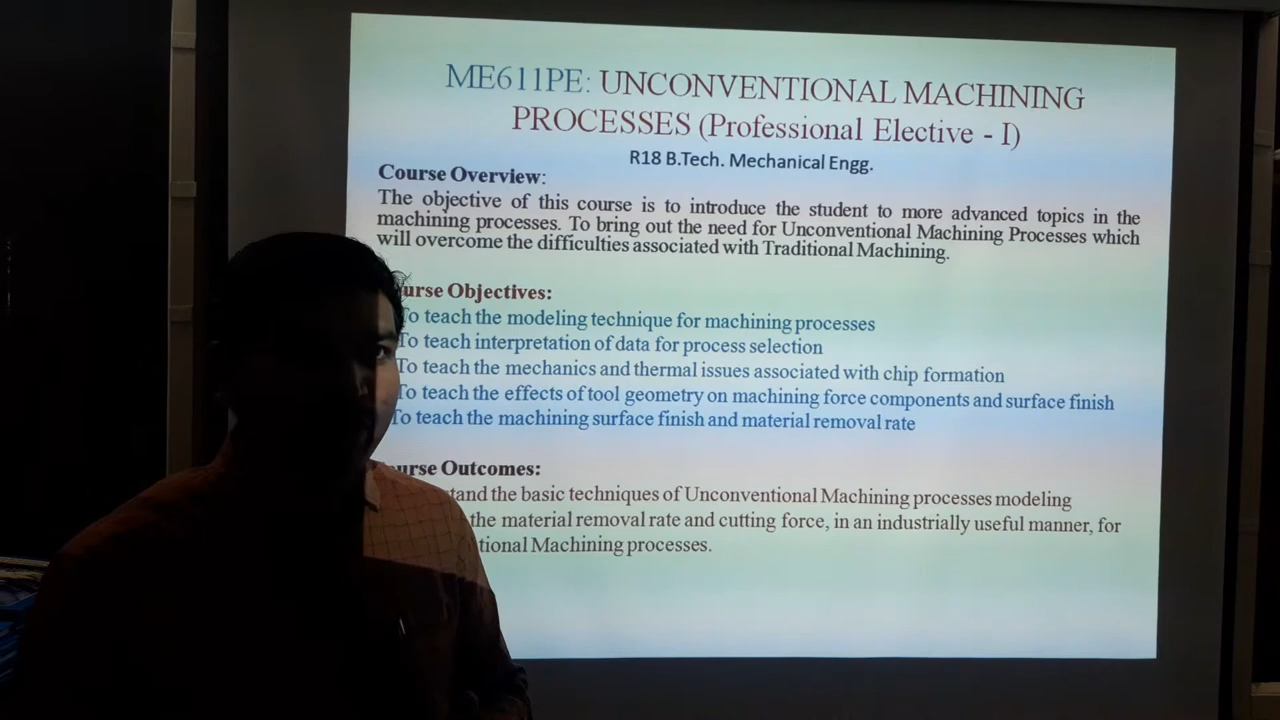 ME611PE: UNCONVENTIONAL MACHINING
PROCESSES (Professional Elective - I)
R18 B.Tech. Mechanical Engg.
Course Overview:
The objective of this course is to introduce the student to more advanced topics in the
machining processes. To bring out the need for Unconventional Machining Processes which
will overcome the difficulties associated with Traditional Machining.
urse Objectives:
To teach the modeling technique for machining processes
To teach interpretation of data for process selection
To teach the mechanics and thermal issues associated with chip formation
To teach the effects of tool geometry on machining force components and surface finish
To teach the machining surface finish and material removal rate
urse Outcomes:
tand the basic techniques of Unconventional Machining processes modeling
the material removal rate and cutting force, in an industrially useful manner, for
tional Machining processes.